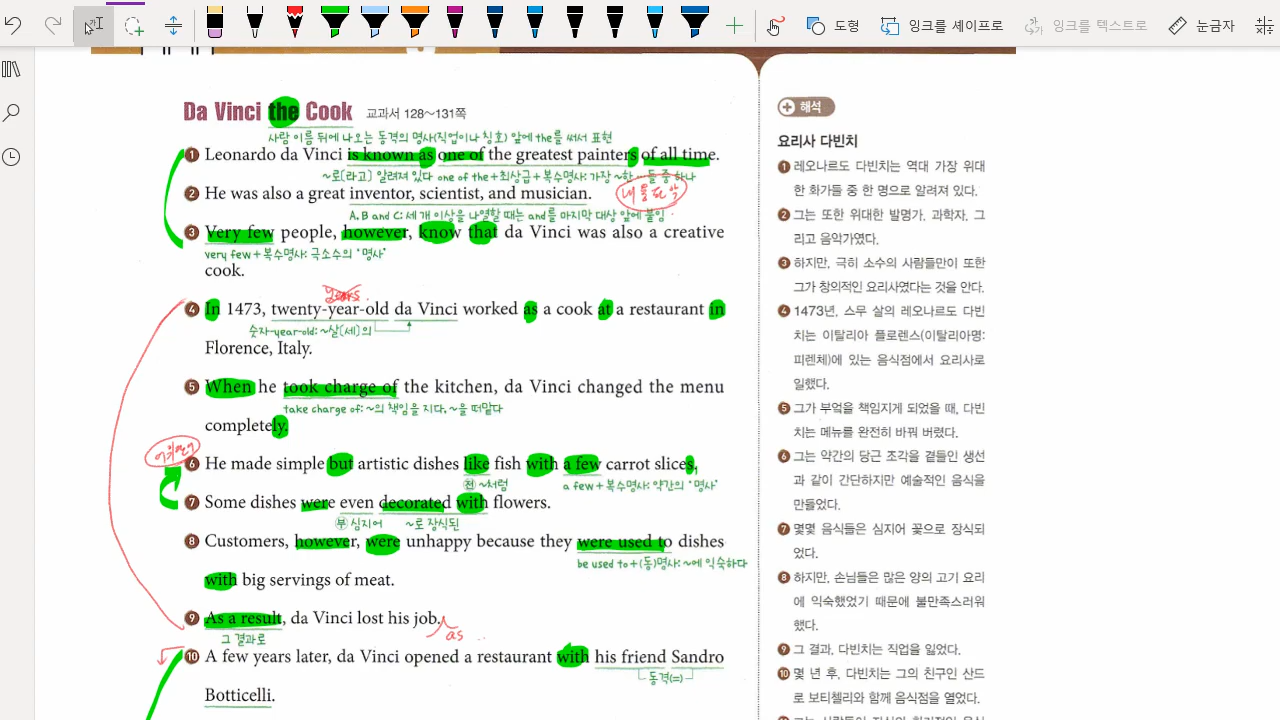 도형
잉크를 셰이프로
잉크를 텍스트로
눈금자
Da Vinci the Cook 교과서 128~131쪽
사람 이름 뒤에 나오는 동격의 명사(직업이나 칭호) 앞에 the를 써서 표현
1 Leonardo da Vinci is known as one of the greatest painters of all time.
~로[라고] 알려져 있다 one of the+최상급+복수명사: 가장 ~한 … 들 중 하나
2 He was also a great inventor, scientist, and musician.
A, B and C: 세 개 이상을 나열할 때는 and를 마지막 대상 앞에 붙임
3 Very few people, however, know that da Vinci was also a creative
very few+복수명사: 극소수의 '명사'
cook.
years
4 In 1473, twenty-year-old da Vinci worked as a cook at a restaurant in
숫자-year-old: ~살[세]의
Florence, Italy.
5 When he took charge of the kitchen, da Vinci changed the menu
take charge of: ~의 책임을 지다, ~을 떠맡다
completely.
6 He made simple but artistic dishes like fish with a few carrot slices.
전 ~처럼 a few+복수명사: 약간의 '명사'
7 Some dishes were even decorated with flowers.
부 심지어 ~로 장식된
8 Customers, however, were unhappy because they were used to dishes
be used to+(동)명사: ~에 익숙하다
with big servings of meat.
9 As a result, da Vinci lost his job.
그 결과로 as
10 A few years later, da Vinci opened a restaurant with his friend Sandro
동격(=)
Botticelli.
해석
요리사 다빈치
1 레오나르도 다빈치는 역대 가장 위대
한 화가들 중 한 명으로 알려져 있다.
2 그는 또한 위대한 발명가, 과학자, 그
리고 음악가였다.
3 하지만, 극히 소수의 사람들만이 또한
그가 창의적인 요리사였다는 것을 안다.
4 1473년, 스무 살의 레오나르도 다빈
치는 이탈리아 플로렌스(이탈리아명:
피렌체)에 있는 음식점에서 요리사로
일했다.
5 그가 부엌을 책임지게 되었을 때, 다빈
치는 메뉴를 완전히 바꿔 버렸다.
6 그는 약간의 당근 조각을 곁들인 생선
과 같이 간단하지만 예술적인 음식을
만들었다.
7 몇몇 음식들은 심지어 꽃으로 장식되
었다.
8 하지만, 손님들은 많은 양의 고기 요리
에 익숙했었기 때문에 불만족스러워
했다.
9 그 결과, 다빈치는 직업을 잃었다.
10 몇 년 후, 다빈치는 그의 친구인 산드
로 보티첼리와 함께 음식점을 열었다.